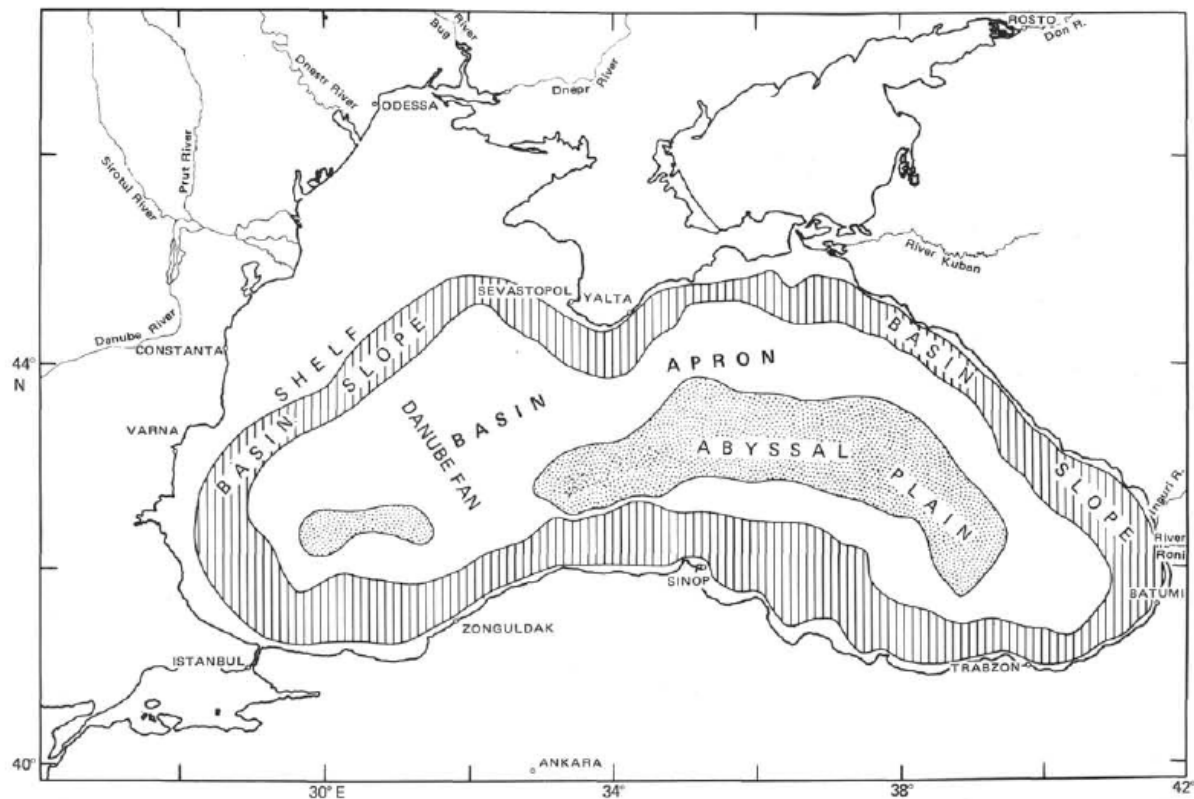 ROSTO
Don R.
Bug River
Dnestr River
Dnepr River
ODESSA
Prut River
Sirotul River
River Kuban
SEVASTOPOL
YALTA
Danube River
CONSTANTA
44°
N
BASIN SHELF
BASIN SLOPE
APRON
BASIN
DANUBE FAN
VARNA
ABYSSAL PLAIN
BASIN SLOPE
Inguri R.
River
Roni
BATUMI
SINOP
ZONGULDAK
ISTANBUL
TRABZON
40°
ANKARA
30°E
34°
38°
42°